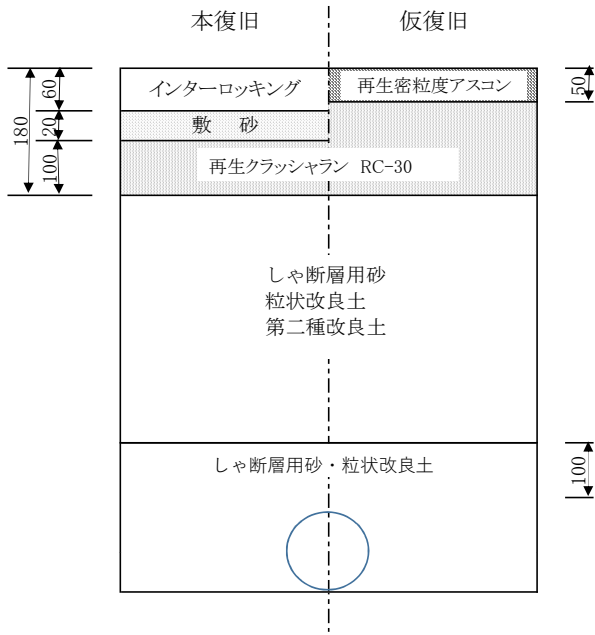 本復旧
仮復旧
インターロッキング
再生密粒度アスコン
60
50
敷 砂
20
180
再生クラッシャラン RC-30
100
しゃ断層用砂
粒状改良土
第二種改良土
しゃ断層用砂・粒状改良土
100